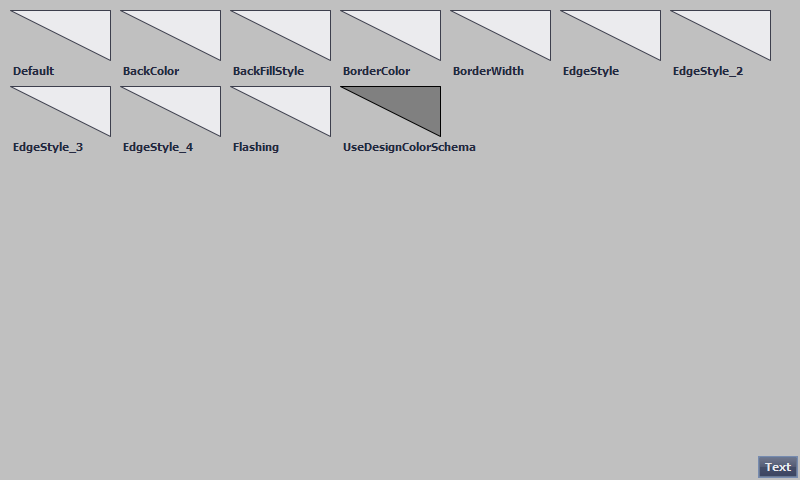 Default BackColor BackFillStyle BorderColor BorderWidth EdgeStyle EdgeStyle_2
EdgeStyle_3 EdgeStyle_4 Flashing UseDesignColorSchema
Text